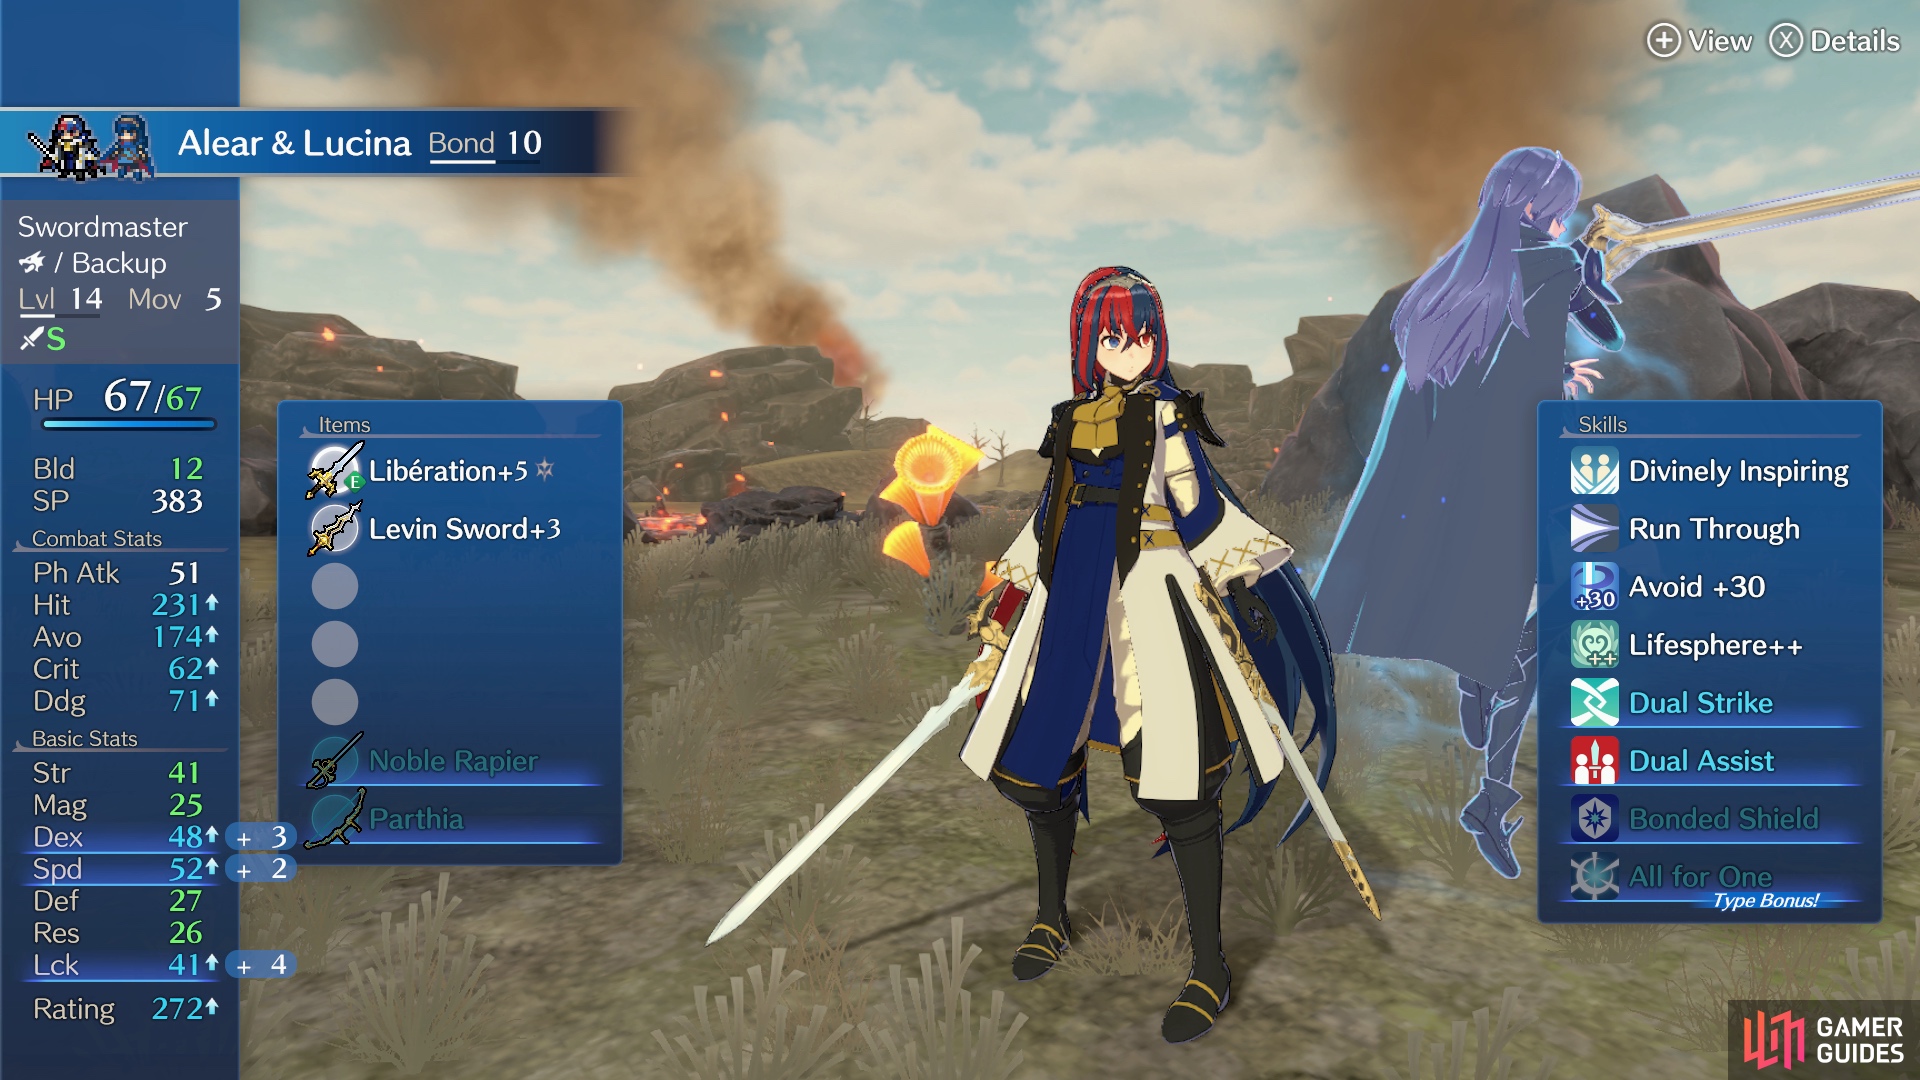 + View X Details
Alear & Lucina Bond 10
Swordmaster
/ Backup
Lvl 14 Mov 5
S
HP 67/67
Bld 12
SP 383
Combat Stats
Ph Atk 51
Hit 231
Avo 174
Crit 62
Ddg 71
Basic Stats
Str 41
Mag 25
Dex 48 + 3
Spd 52 + 2
Def 27
Res 26
Lck 41 + 4
Rating 272
Items
E Libération+5
Levin Sword+3
Noble Rapier
Parthia
Skills
Divinely Inspiring
Run Through
+30 Avoid +30
++ Lifesphere++
Dual Strike
Dual Assist
Bonded Shield
All for One
Type Bonus!
GAMER
GUIDES